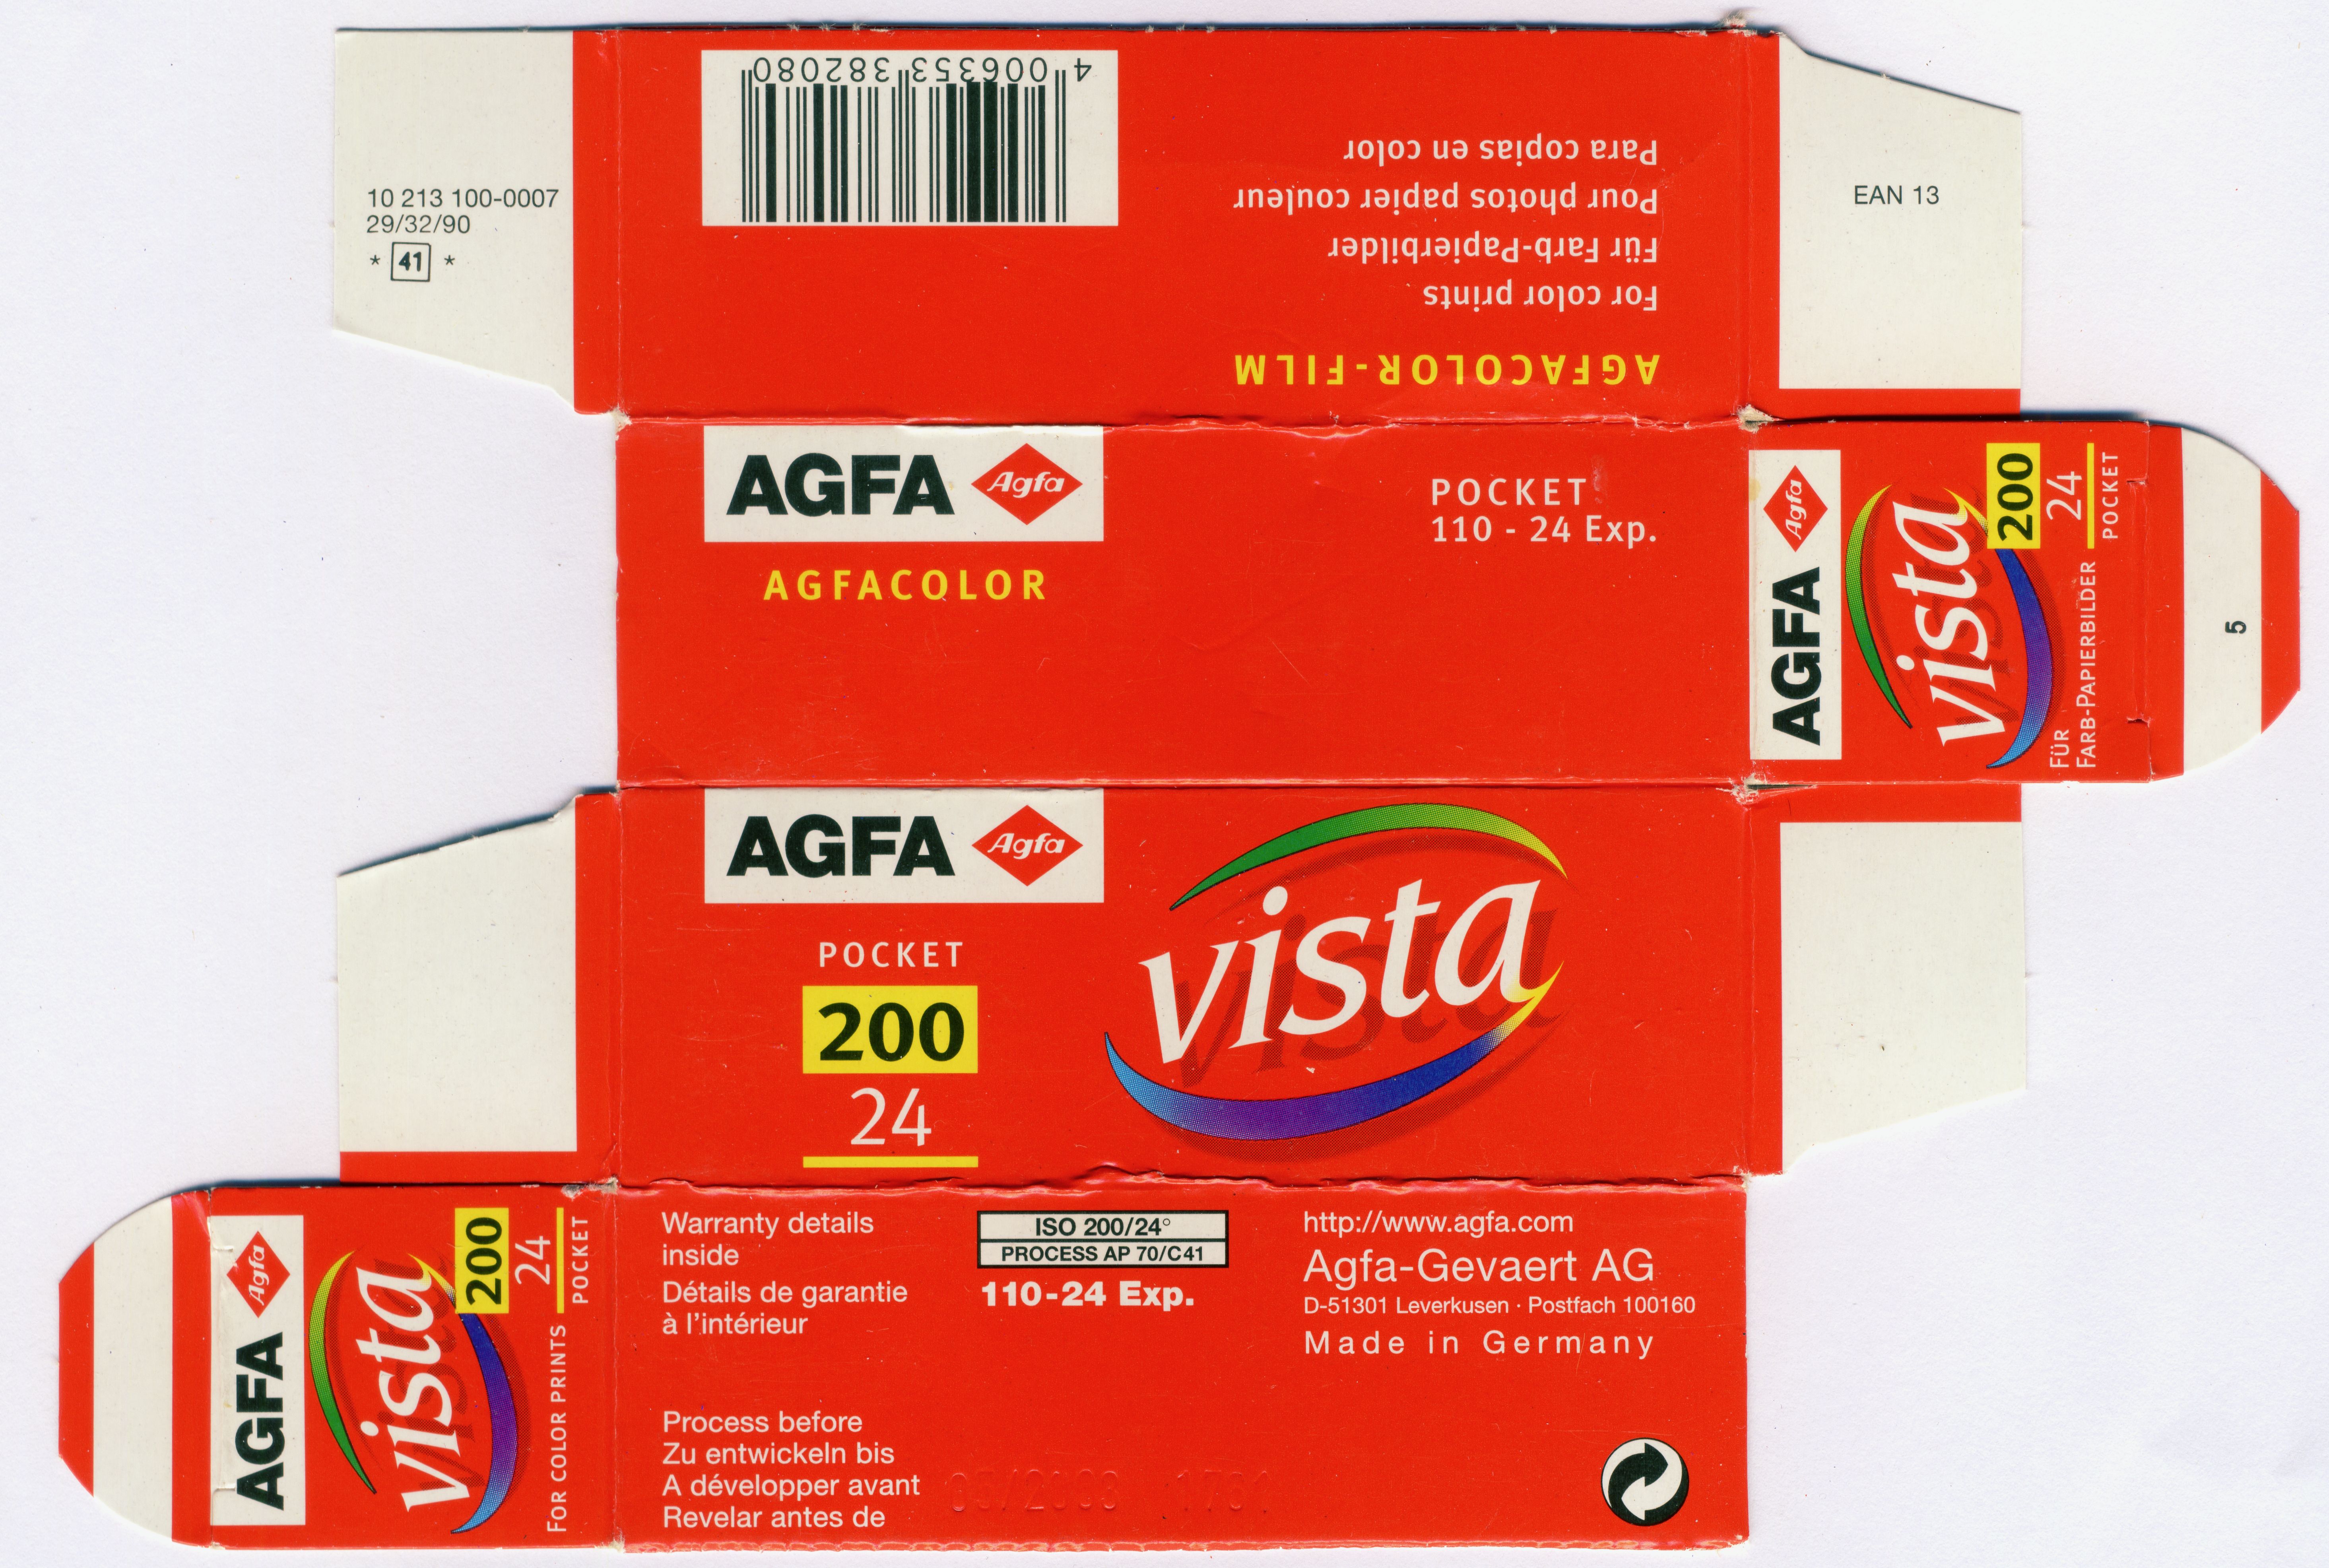 4 006353 382080
Para copias en color
Pour photos papier couleur
Für Farb-Papierbilder
For color prints
AGFACOLOR-FILM
10 213 100-0007
29/32/90
* 41 *
EAN 13
AGFA Agfa
AGFACOLOR
POCKET
110 - 24 Exp.
AGFA Agfa
vista
200
24
POCKET
FÜR
FARB-PAPIERBILDER
5
AGFA Agfa
POCKET
200
24
vista
AGFA Agfa
vista
200
24
POCKET
FOR COLOR PRINTS
Warranty details
inside
Détails de garantie
à l'intérieur
ISO 200/24°
PROCESS AP 70/C41
110-24 Exp.
http://www.agfa.com
Agfa-Gevaert AG
D-51301 Leverkusen · Postfach 100160
Made in Germany
Process before
Zu entwickeln bis
A développer avant
Revelar antes de